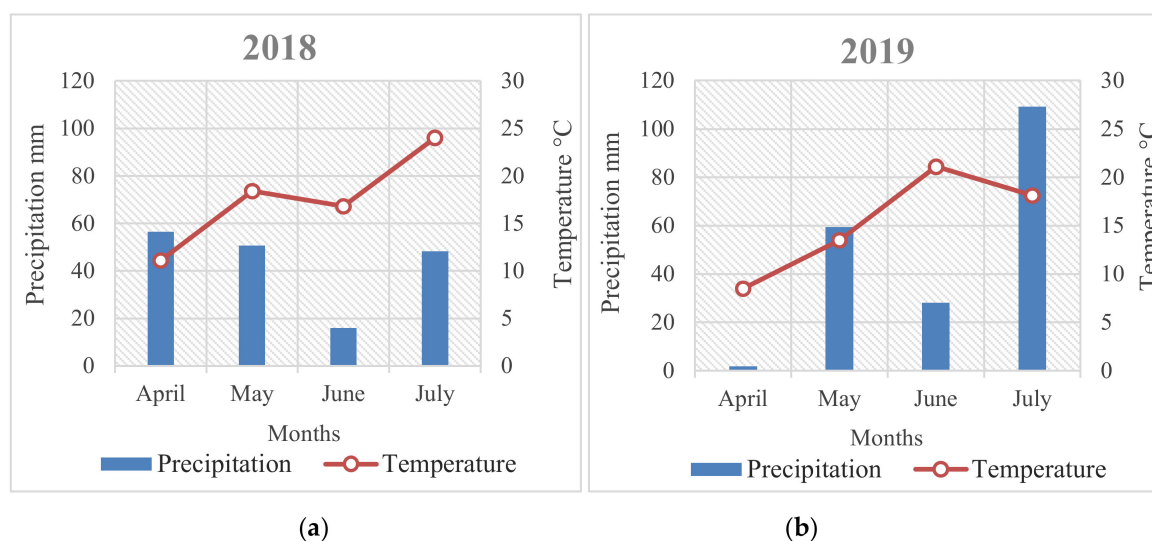 2018
120
100
80
60
40
20
0
Precipitation mm
30
25
20
15
10
5
0
Temperature °C
April May June July
Months
Precipitation Temperature
(a)
2019
120
100
80
60
40
20
0
Precipitation mm
30
25
20
15
10
5
0
Temperature °C
April May June July
Months
Precipitation Temperature
(b)